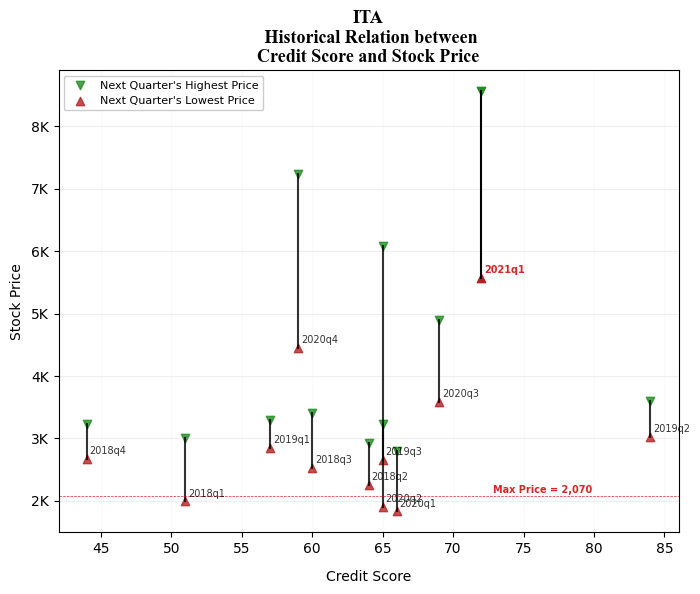 ITA
Historical Relation between
Credit Score and Stock Price
Next Quarter's Highest Price
Next Quarter's Lowest Price
8K
7K
6K
5K
4K
3K
2K
Stock Price
2021q1
2020q4
2020q3
2018q4
2019q1
2018q3
2019q3
2019q2
2018q2
2018q1
2020q2
2020q1
Max Price = 2,070
45
50
55
60
65
70
75
80
85
Credit Score